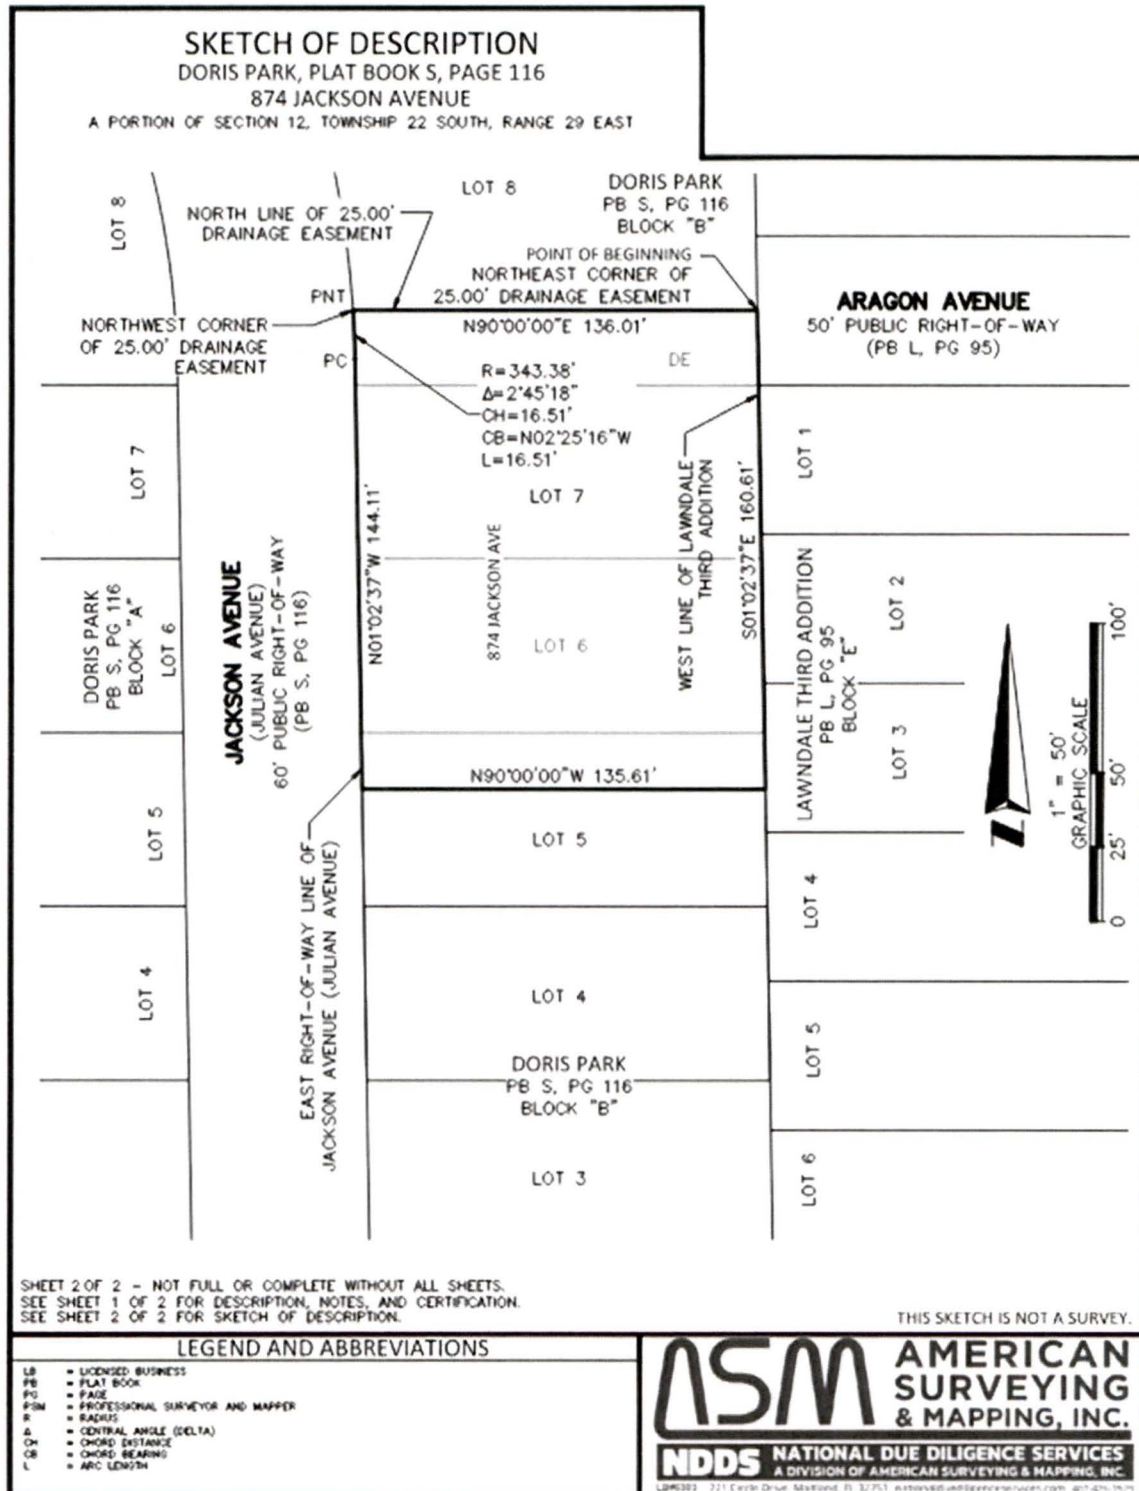 SKETCH OF DESCRIPTION
DORIS PARK, PLAT BOOK S, PAGE 116
874 JACKSON AVENUE
A PORTION OF SECTION 12, TOWNSHIP 22 SOUTH, RANGE 29 EAST
LOT 8
LOT 8
DORIS PARK
PB S, PG 116
BLOCK "B"
NORTH LINE OF 25.00'
DRAINAGE EASEMENT
POINT OF BEGINNING
NORTHEAST CORNER OF
25.00' DRAINAGE EASEMENT
PNT
ARAGON AVENUE
50' PUBLIC RIGHT-OF-WAY
(PB L, PG 95)
NORTHWEST CORNER
OF 25.00' DRAINAGE
EASEMENT
N90°00'00"E 136.01'
PC
DE
R=343.38'
Δ=2°45'18"
CH=16.51'
CB=N02°25'16"W
L=16.51'
LOT 7
LOT 7
LOT 1
WEST LINE OF LAWNDALE
THIRD ADDITION
S01°02'37"E 160.61'
N01°02'37"W 144.11'
874 JACKSON AVE
LOT 6
DORIS PARK
PB S, PG 116
BLOCK "A"
LOT 6
JACKSON AVENUE
(JULIAN AVENUE)
60' PUBLIC RIGHT-OF-WAY
(PB S, PG 116)
LAWNDALE THIRD ADDITION
PB L, PG 95
BLOCK "E"
LOT 2
LOT 3
N90°00'00"W 135.61'
1" = 50'
GRAPHIC SCALE
0
25'
50'
100'
N
LOT 5
LOT 5
LOT 4
EAST RIGHT-OF-WAY LINE OF
JACKSON AVENUE (JULIAN AVENUE)
LOT 4
LOT 4
LOT 5
DORIS PARK
PB S, PG 116
BLOCK "B"
LOT 3
LOT 6
SHEET 2 OF 2 - NOT FULL OR COMPLETE WITHOUT ALL SHEETS.
SEE SHEET 1 OF 2 FOR DESCRIPTION, NOTES, AND CERTIFICATION.
SEE SHEET 2 OF 2 FOR SKETCH OF DESCRIPTION.
THIS SKETCH IS NOT A SURVEY.
LEGEND AND ABBREVIATIONS
LB = LICENSED BUSINESS
PB = PLAT BOOK
PG = PAGE
PSM = PROFESSIONAL SURVEYOR AND MAPPER
R = RADIUS
Δ = CENTRAL ANGLE (DELTA)
CH = CHORD DISTANCE
CB = CHORD BEARING
L = ARC LENGTH
ASM
AMERICAN
SURVEYING
& MAPPING, INC.
NDDS
NATIONAL DUE DILIGENCE SERVICES
A DIVISION OF AMERICAN SURVEYING & MAPPING, INC.
221 Circle Drive, Maitland, FL 32751